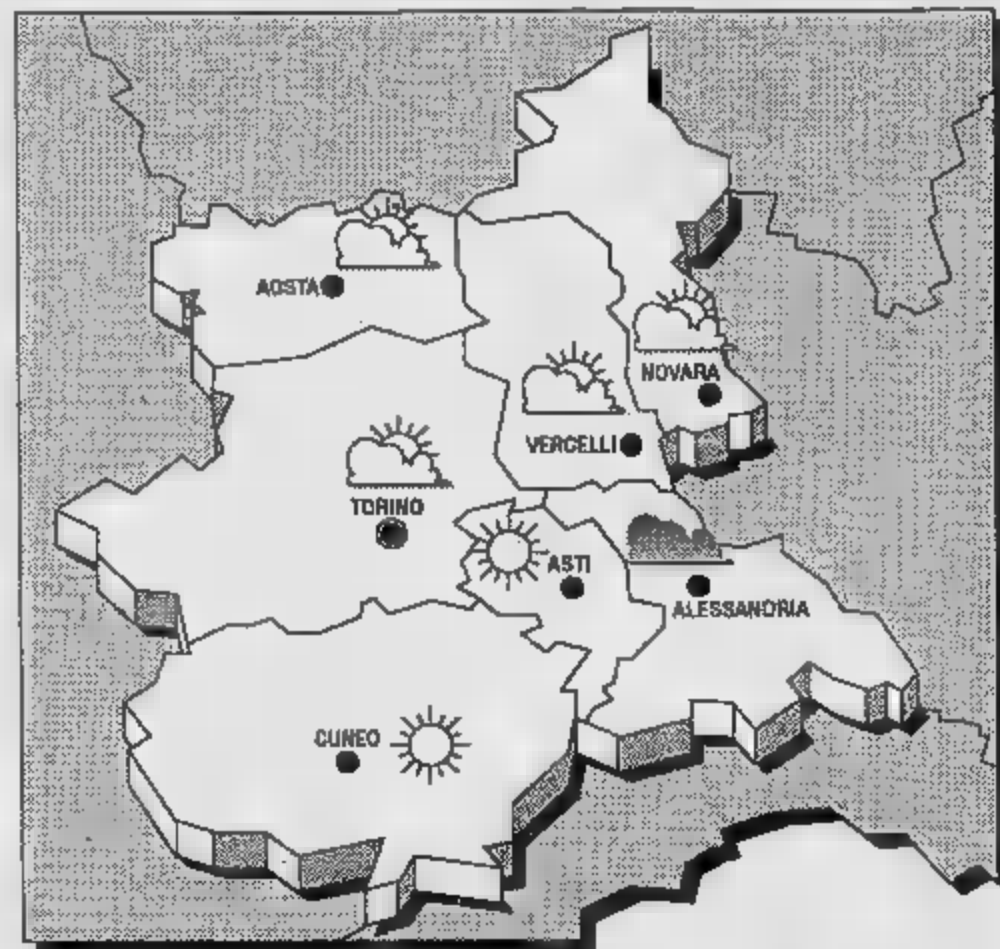 AOSTA
NOVARA
VERCELLI
TORINO
ASTI
ALESSANDRIA
CUNEO